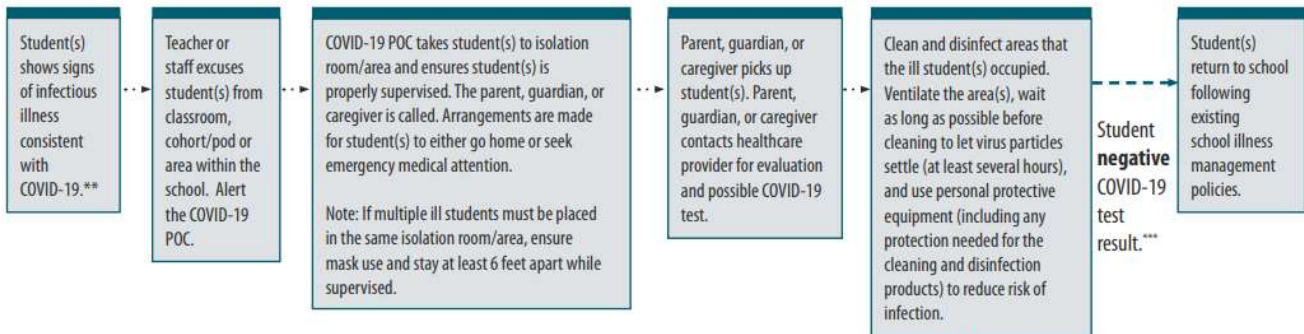 Student(s)
shows signs
of infectious
illness
consistent
with
COVID-19.**
Teacher or
staff excuses
student(s) from
classroom,
cohort/pod or
area within the
school. Alert
the COVID-19
POC.
COVID-19 POC takes student(s) to isolation
room/area and ensures student(s) is
properly supervised. The parent, guardian, or
caregiver is called. Arrangements are made
for student(s) to either go home or seek
emergency medical attention.
Note: If multiple ill students must be placed
in the same isolation room/area, ensure
mask use and stay at least 6 feet apart while
supervised.
Parent, guardian, or
caregiver picks up
student(s). Parent,
guardian, or caregiver
contacts healthcare
provider for evaluation
and possible COVID-19
test.
Clean and disinfect areas that
the ill student(s) occupied.
Ventilate the area(s), wait
as long as possible before
cleaning to let virus particles
settle (at least several hours),
and use personal protective
equipment (including any
protection needed for the
cleaning and disinfection
products) to reduce risk of
infection.
Student
negative
COVID-19
test
result.***
Student(s)
return to school
following
existing
school illness
management
policies.